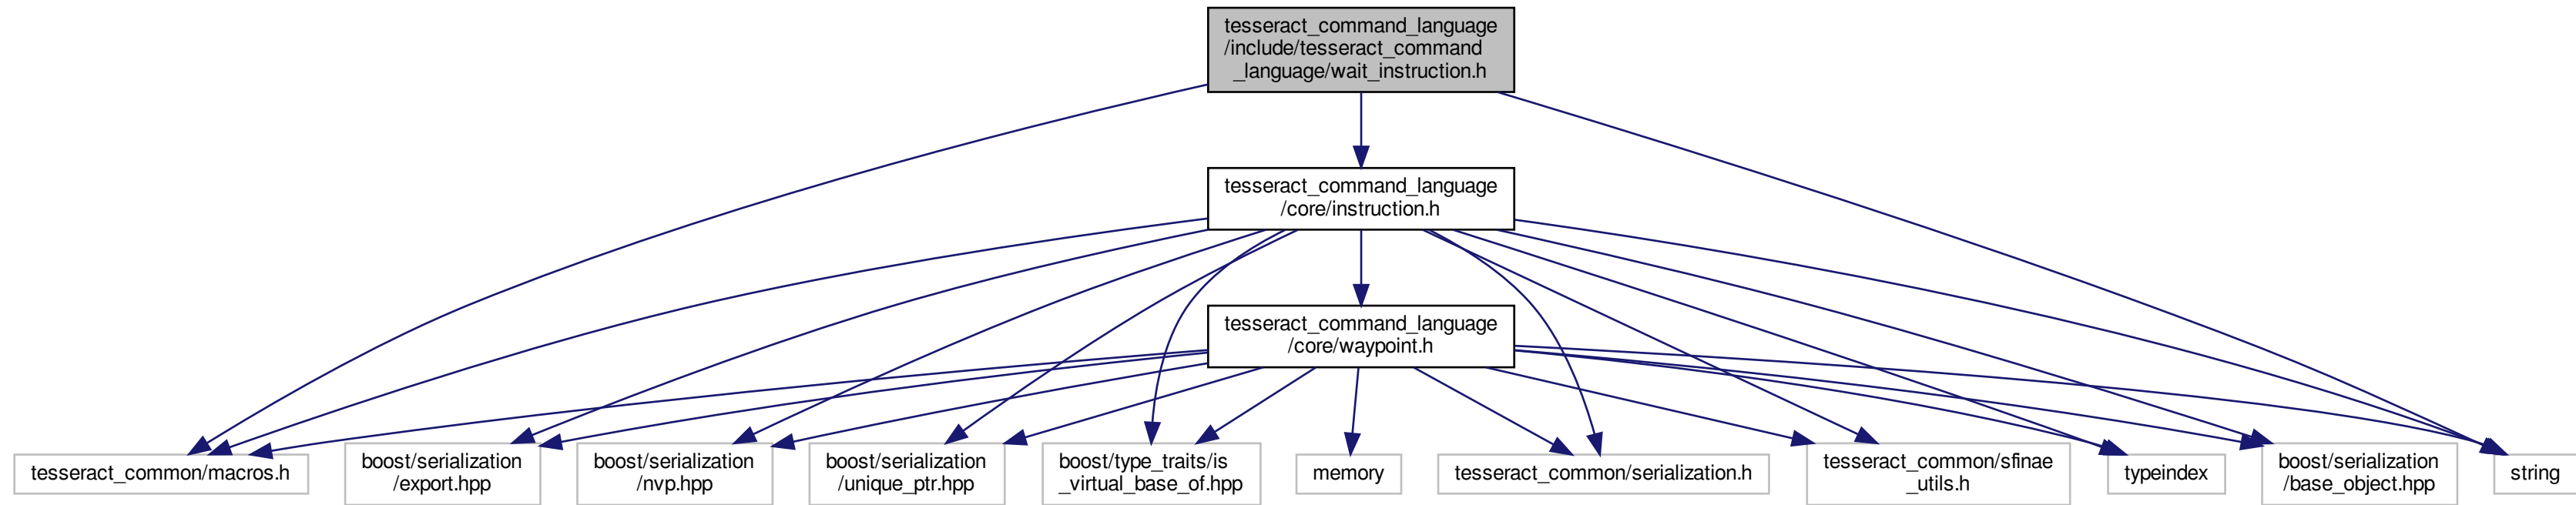 tesseract_command_language
/include/tesseract_command
_language/wait_instruction.h
tesseract_command_language
/core/instruction.h
tesseract_command_language
/core/waypoint.h
tesseract_common/macros.h
boost/serialization
/export.hpp
boost/serialization
/nvp.hpp
boost/serialization
/unique_ptr.hpp
boost/type_traits/is
_virtual_base_of.hpp
memory
tesseract_common/serialization.h
tesseract_common/sfinae
_utils.h
typeindex
boost/serialization
/base_object.hpp
string